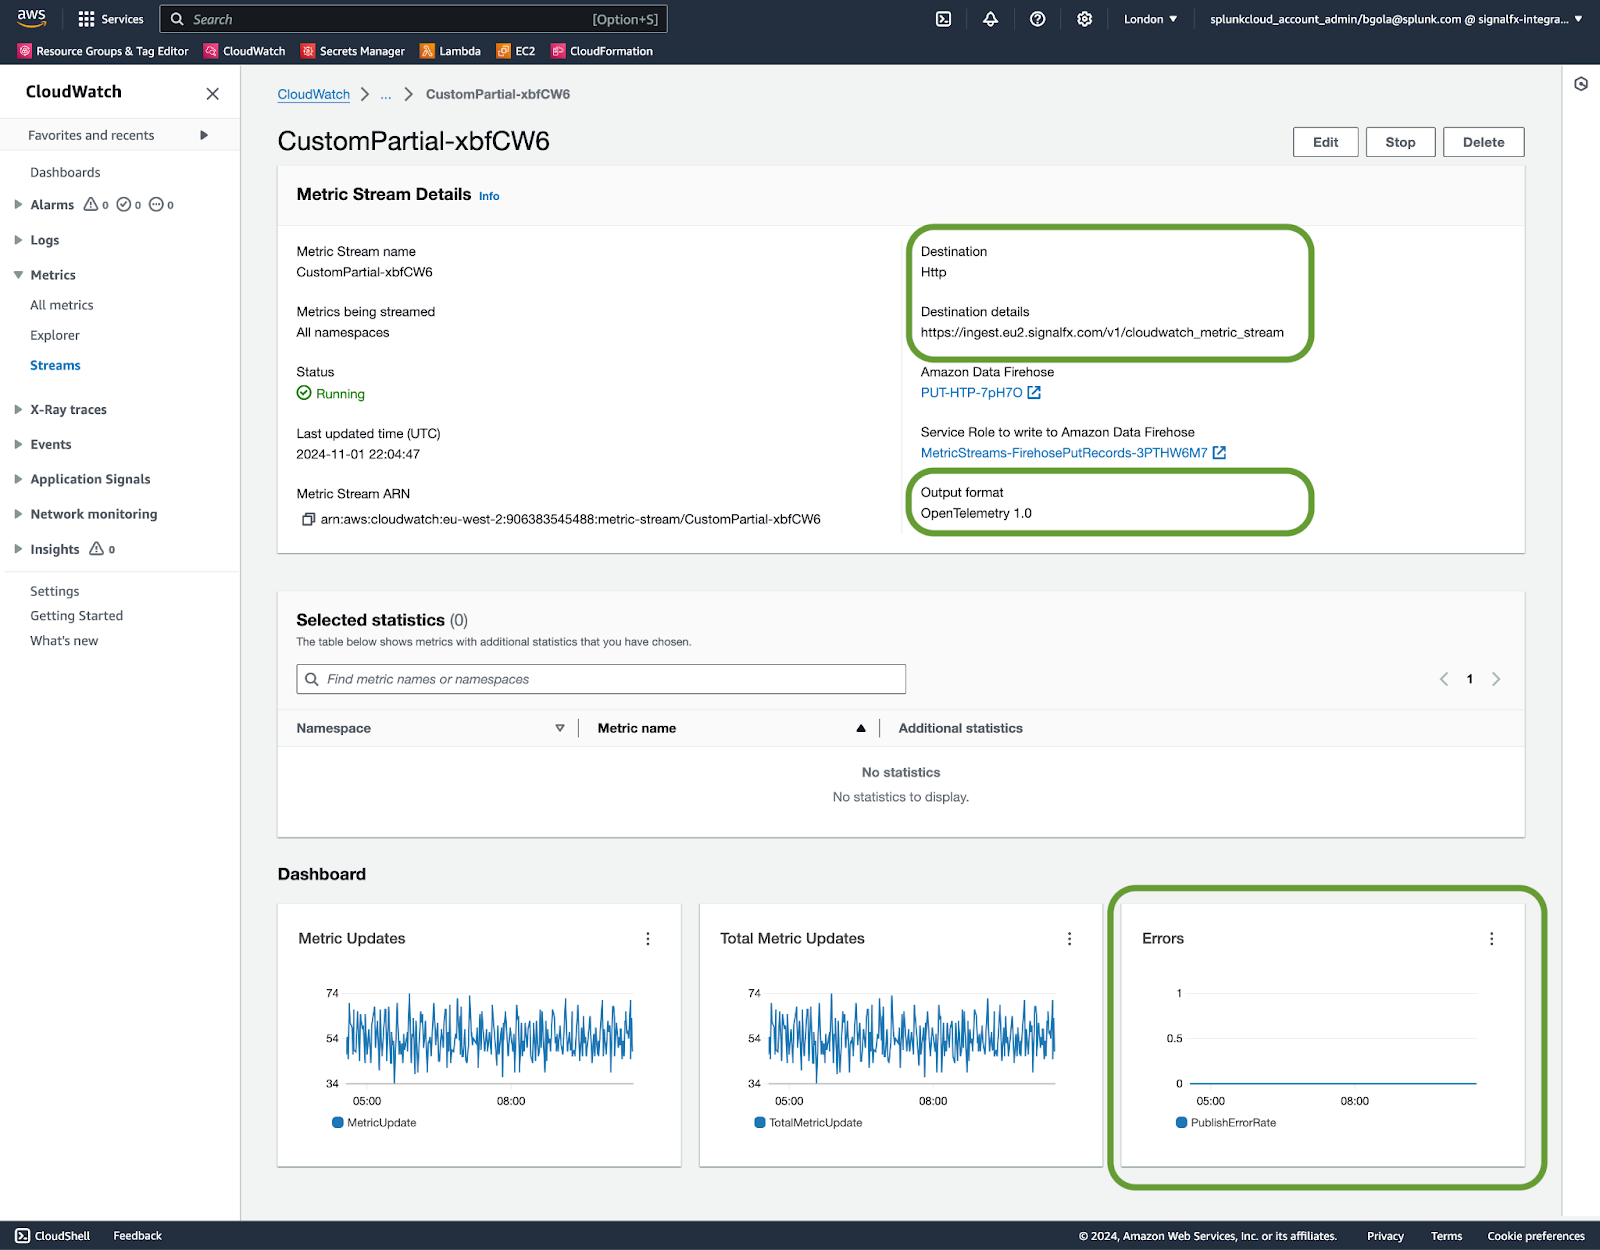 aws Services Search [Option+S] London ▼ splunkcloud_account_admin/bgola@splunk.com @ signalfx-integra... ▼
Resource Groups & Tag Editor CloudWatch Secrets Manager Lambda EC2 CloudFormation
CloudWatch
Favorites and recents
Dashboards
Alarms 0 0 0
Logs
Metrics
All metrics
Explorer
Streams
X-Ray traces
Events
Application Signals
Network monitoring
Insights 0
Settings
Getting Started
What's new
CloudWatch > ... > CustomPartial-xbfCW6
CustomPartial-xbfCW6
Edit Stop Delete
Metric Stream Details Info
Metric Stream name
CustomPartial-xbfCW6
Metrics being streamed
All namespaces
Status
Running
Last updated time (UTC)
2024-11-01 22:04:47
Metric Stream ARN
arn:aws:cloudwatch:eu-west-2:906383545488:metric-stream/CustomPartial-xbfCW6
Destination
Http
Destination details
https://ingest.eu2.signalfx.com/v1/cloudwatch_metric_stream
Amazon Data Firehose
PUT-HTP-7pH7O
Service Role to write to Amazon Data Firehose
MetricStreams-FirehosePutRecords-3PTHW6M7
Output format
OpenTelemetry 1.0
Selected statistics (0)
The table below shows metrics with additional statistics that you have chosen.
Find metric names or namespaces
1
Namespace Metric name Additional statistics
No statistics
No statistics to display.
Dashboard
Metric Updates
74
54
34
05:00 08:00
MetricUpdate
Total Metric Updates
74
54
34
05:00 08:00
TotalMetricUpdate
Errors
1
0.5
0
05:00 08:00
PublishErrorRate
CloudShell Feedback © 2024, Amazon Web Services, Inc. or its affiliates. Privacy Terms Cookie preferences